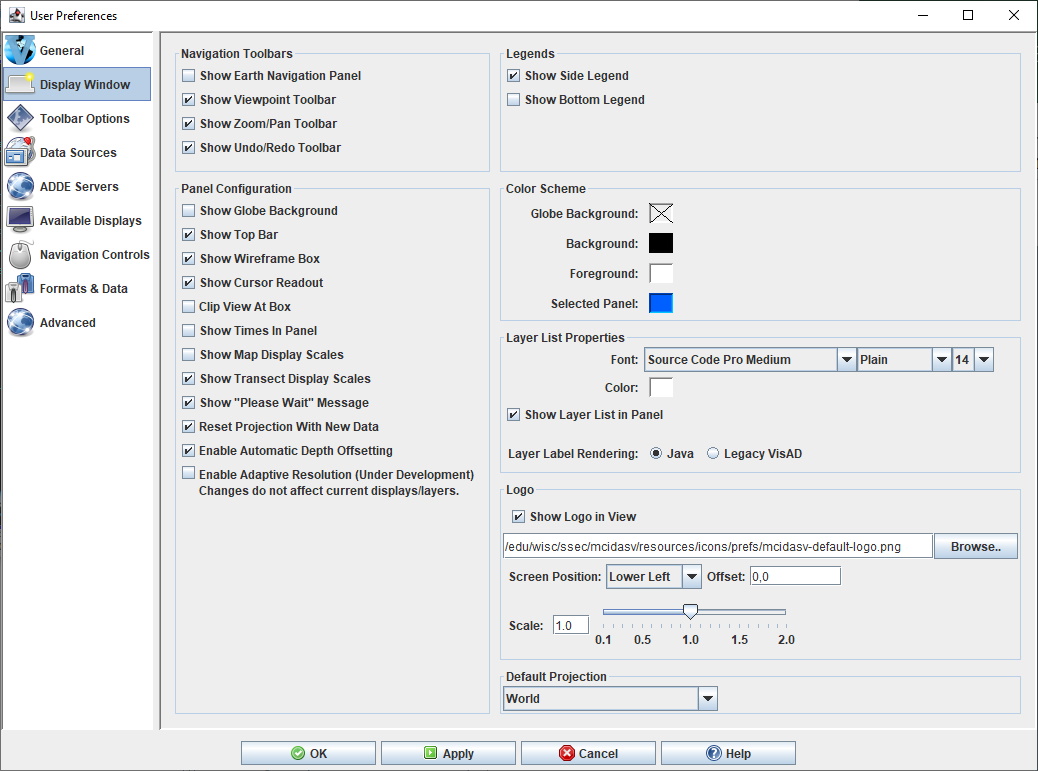 User Preferences
General
Display Window
Toolbar Options
Data Sources
ADDE Servers
Available Displays
Navigation Controls
Formats & Data
Advanced
Navigation Toolbars
Show Earth Navigation Panel
Show Viewpoint Toolbar
Show Zoom/Pan Toolbar
Show Undo/Redo Toolbar
Panel Configuration
Show Globe Background
Show Top Bar
Show Wireframe Box
Show Cursor Readout
Clip View At Box
Show Times In Panel
Show Map Display Scales
Show Transect Display Scales
Show "Please Wait" Message
Reset Projection With New Data
Enable Automatic Depth Offsetting
Enable Adaptive Resolution (Under Development)
Changes do not affect current displays/layers.
Legends
Show Side Legend
Show Bottom Legend
Color Scheme
Globe Background:
Background:
Foreground:
Selected Panel:
Layer List Properties
Font: Source Code Pro Medium Plain 14
Color:
Show Layer List in Panel
Layer Label Rendering: Java Legacy VisAD
Logo
Show Logo in View
/edu/wisc/ssec/mcidasv/resources/icons/prefs/mcidasv-default-logo.png Browse..
Screen Position: Lower Left Offset: 0,0
Scale: 1.0
0.1 0.5 1.0 1.5 2.0
Default Projection
World
OK Apply Cancel Help